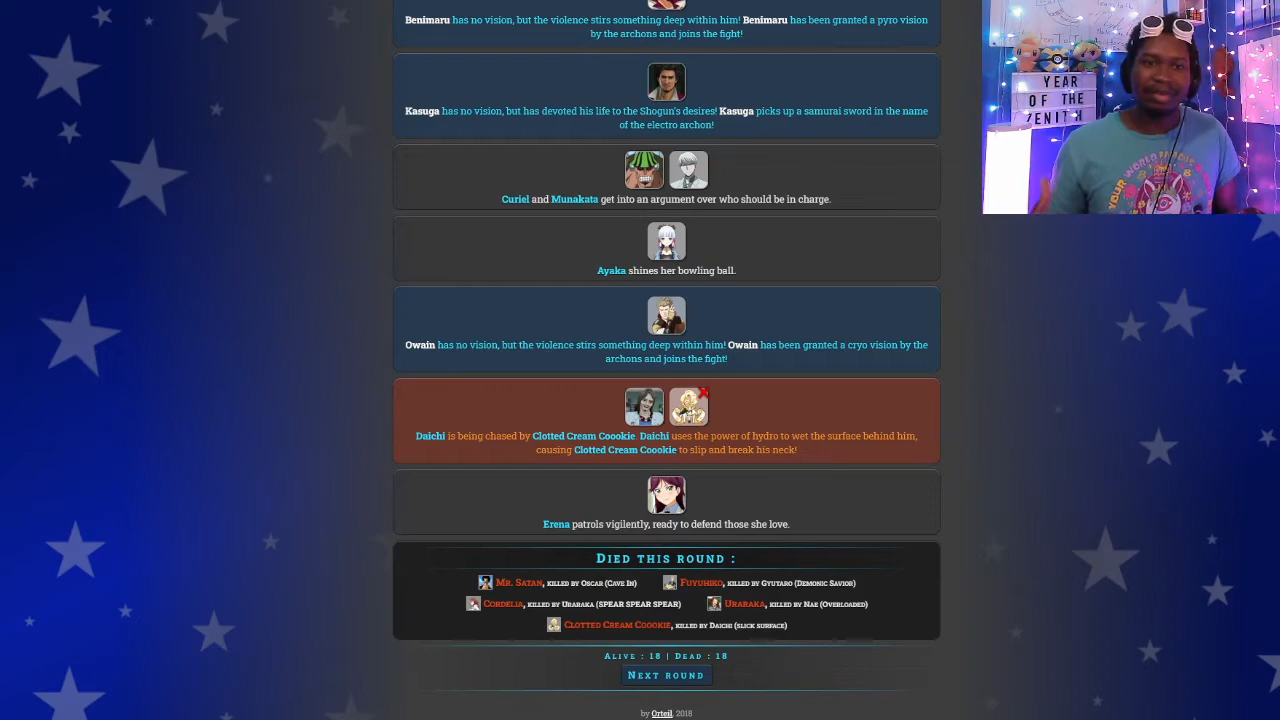 Benimaru has no vision, but the violence stirs something deep within him! Benimaru has been granted a pyro vision
by the archons and joins the fight!
Kasuga has no vision, but has devoted his life to the Shogun's desires! Kasuga picks up a samurai sword in the name
of the electro archon!
Curiel and Munakata get into an argument over who should be in charge.
Ayaka shines her bowling ball.
Owain has no vision, but the violence stirs something deep within him! Owain has been granted a cryo vision by the
archons and joins the fight!
Daichi is being chased by Clotted Cream Coookie. Daichi uses the power of hydro to wet the surface behind him,
causing Clotted Cream Coookie to slip and break his neck!
Erena patrols vigilently, ready to defend those she love.
Died this round :
Mr. Satan, killed by Oscar (Cave In)
Fuyuhiko, killed by Gyutaro (Demonic Savior)
Cordelia, killed by Uraraka (SPEAR SPEAR SPEAR)
Uraraka, killed by Nae (Overloaded)
Clotted Cream Coookie, killed by Daichi (slick surface)
Alive : 18 | Dead : 18
Next round
by Orteil, 2018
YEAR
OF THE
ZENITH